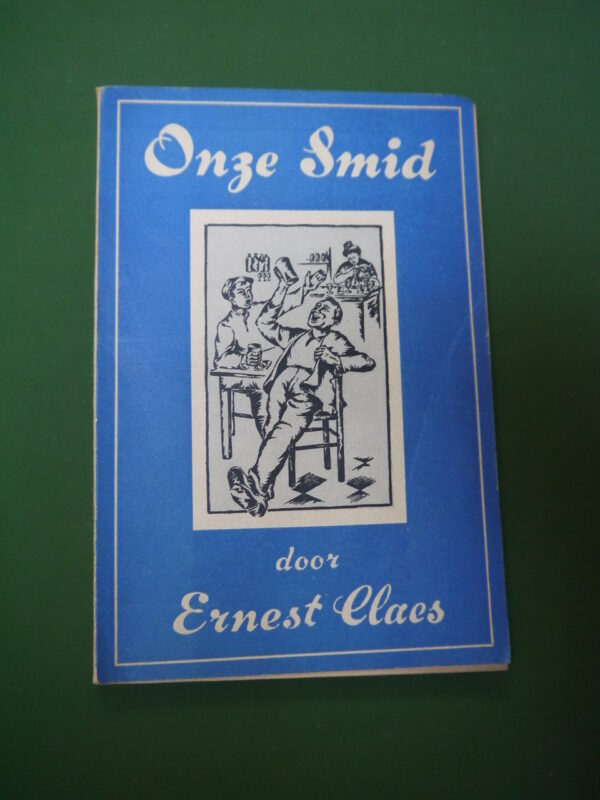 Onze Smid
door
Ernest Claes